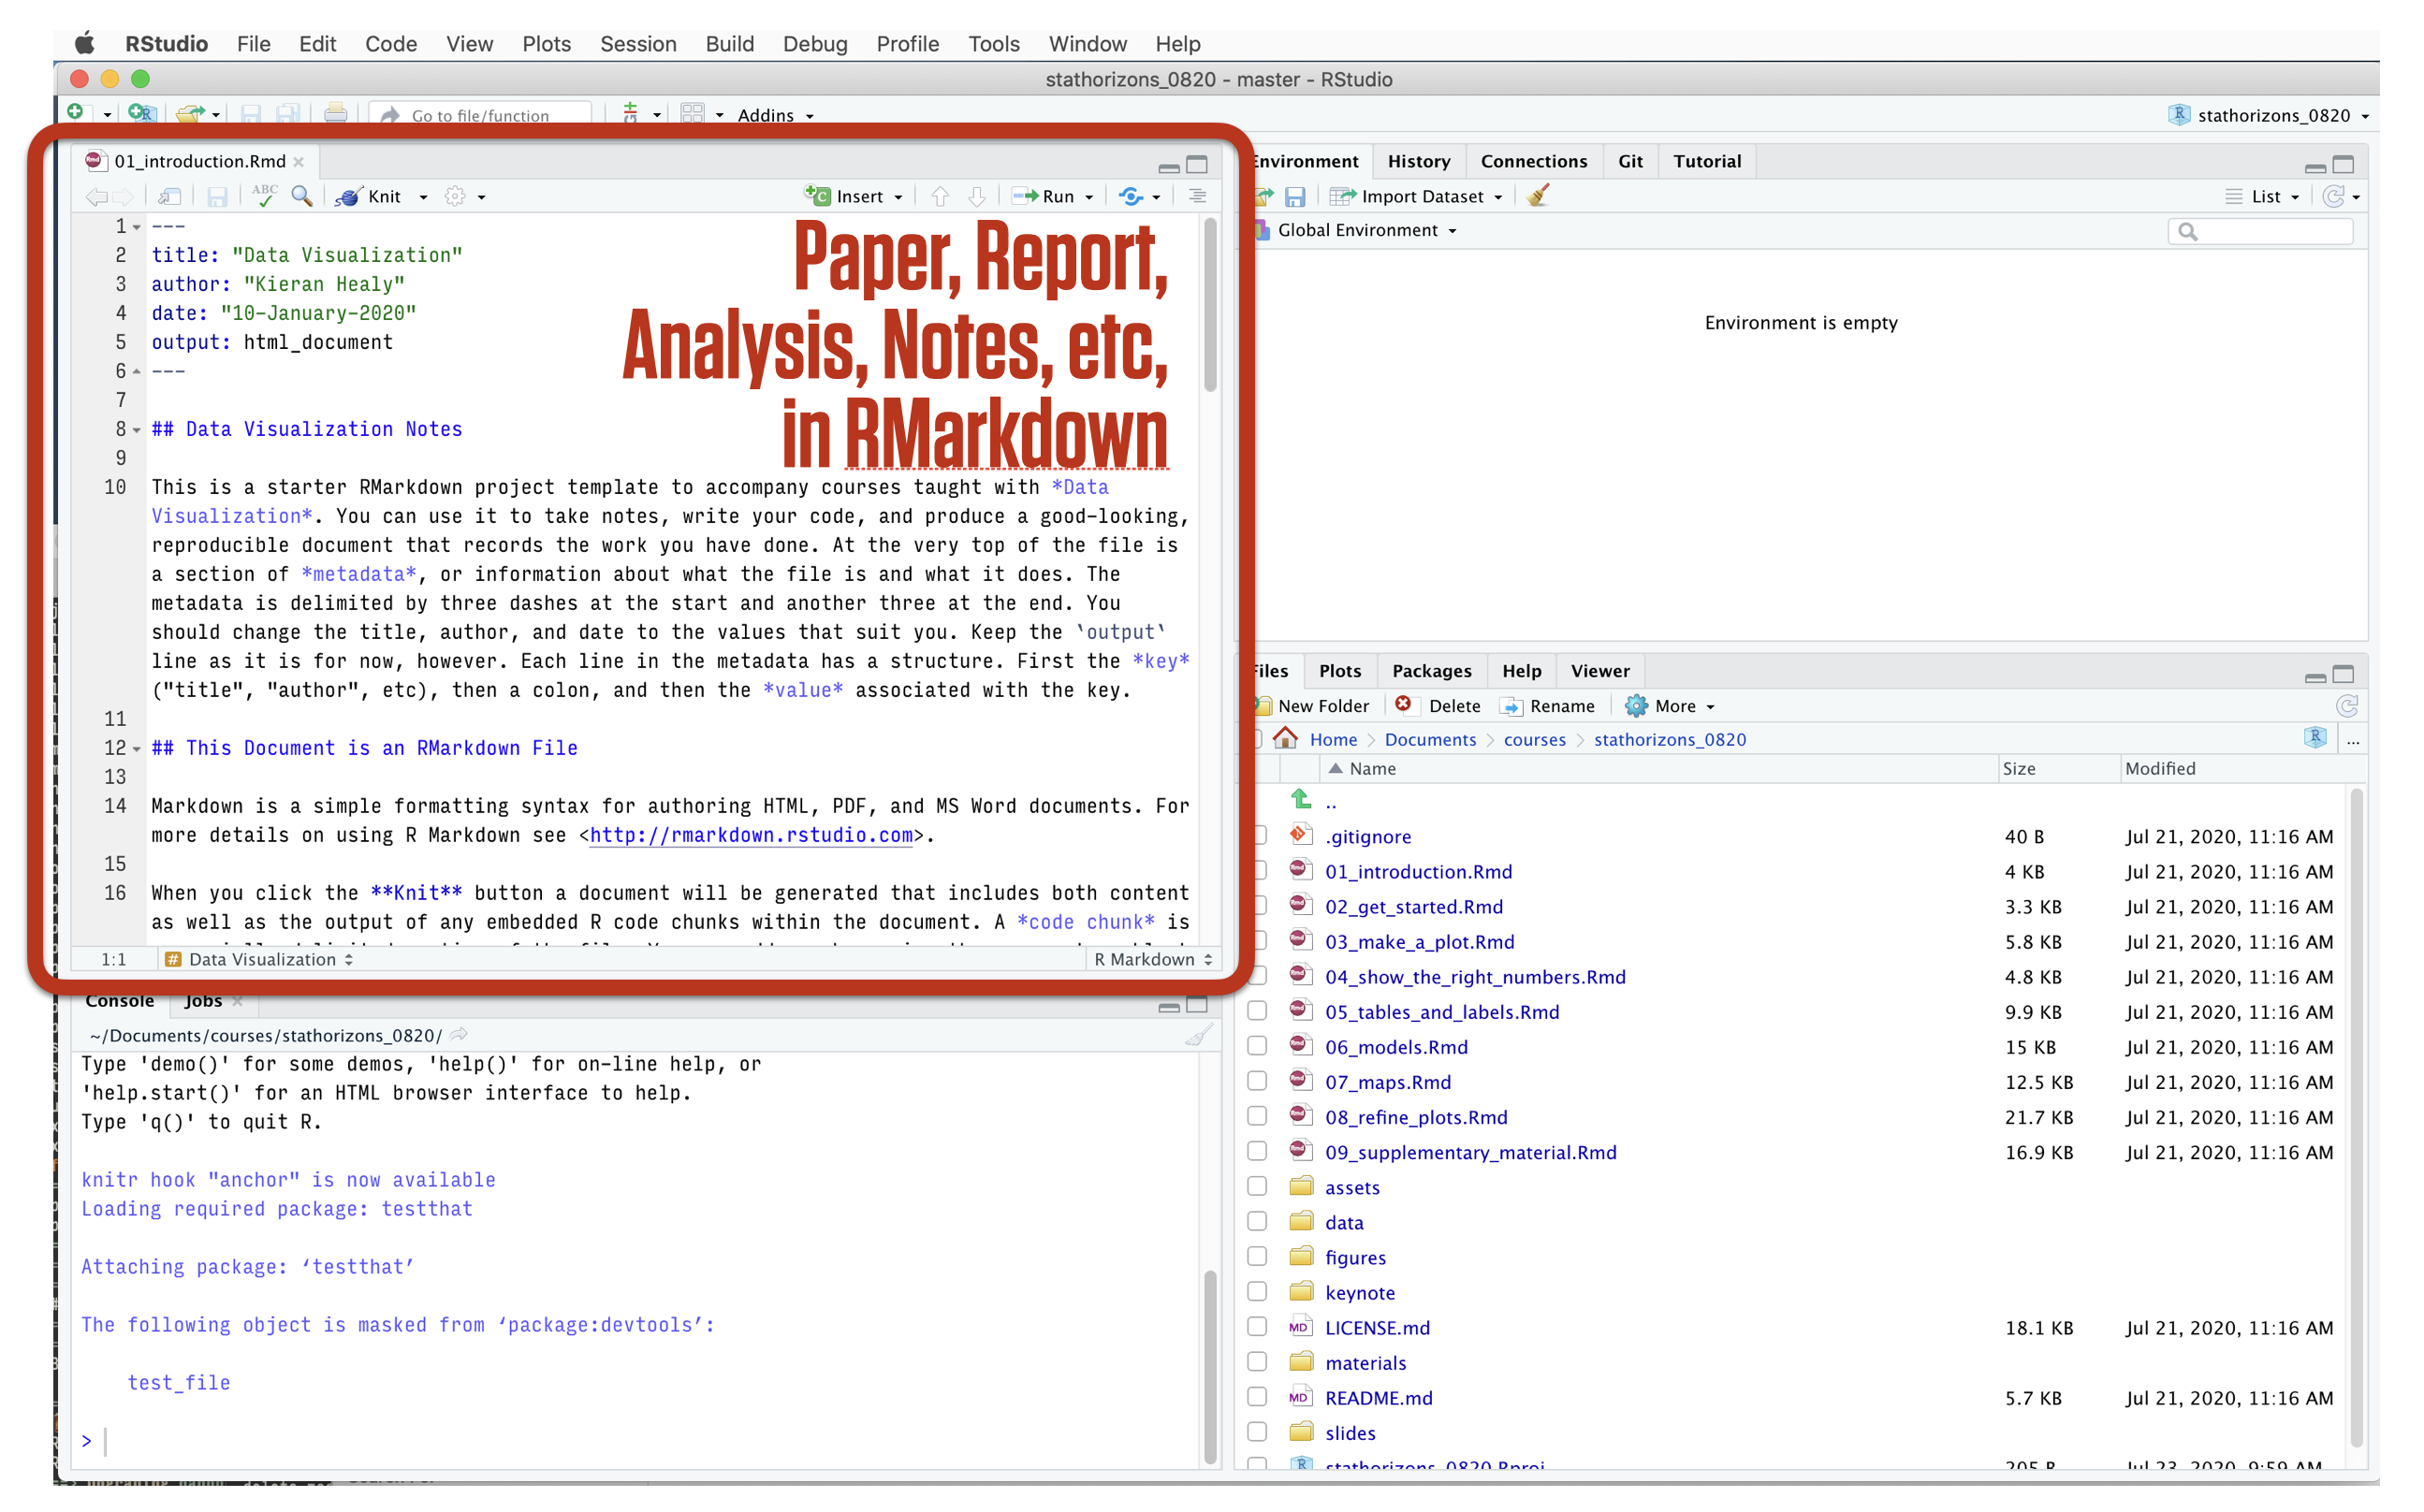 RStudio File Edit Code View Plots Session Build Debug Profile Tools Window Help
stathorizons_0820 - master - RStudio
Go to file/function Addins stathorizons_0820
01_introduction.Rmd
ABC Knit Insert Run
1 ---
2 title: "Data Visualization"
3 author: "Kieran Healy"
4 date: "10-January-2020"
5 output: html_document
6 ---
7
8 ## Data Visualization Notes
9
10 This is a starter RMarkdown project template to accompany courses taught with *Data
Visualization*. You can use it to take notes, write your code, and produce a good-looking,
reproducible document that records the work you have done. At the very top of the file is
a section of *metadata*, or information about what the file is and what it does. The
metadata is delimited by three dashes at the start and another three at the end. You
should change the title, author, and date to the values that suit you. Keep the `output`
line as it is for now, however. Each line in the metadata has a structure. First the *key*
("title", "author", etc), then a colon, and then the *value* associated with the key.
11
12 ## This Document is an RMarkdown File
13
14 Markdown is a simple formatting syntax for authoring HTML, PDF, and MS Word documents. For
more details on using R Markdown see <http://rmarkdown.rstudio.com>.
15
16 When you click the **Knit** button a document will be generated that includes both content
as well as the output of any embedded R code chunks within the document. A *code chunk* is
1:1 # Data Visualization R Markdown
Paper, Report,
Analysis, Notes, etc,
in RMarkdown
Console Jobs
~/Documents/courses/stathorizons_0820/
Type 'demo()' for some demos, 'help()' for on-line help, or
'help.start()' for an HTML browser interface to help.
Type 'q()' to quit R.
knitr hook "anchor" is now available
Loading required package: testthat
Attaching package: ‘testthat’
The following object is masked from ‘package:devtools’:
test_file
>
Environment History Connections Git Tutorial
Import Dataset List
Global Environment
Environment is empty
Files Plots Packages Help Viewer
New Folder Delete Rename More
Home > Documents > courses > stathorizons_0820 ...
Name Size Modified
..
.gitignore 40 B Jul 21, 2020, 11:16 AM
01_introduction.Rmd 4 KB Jul 21, 2020, 11:16 AM
02_get_started.Rmd 3.3 KB Jul 21, 2020, 11:16 AM
03_make_a_plot.Rmd 5.8 KB Jul 21, 2020, 11:16 AM
04_show_the_right_numbers.Rmd 4.8 KB Jul 21, 2020, 11:16 AM
05_tables_and_labels.Rmd 9.9 KB Jul 21, 2020, 11:16 AM
06_models.Rmd 15 KB Jul 21, 2020, 11:16 AM
07_maps.Rmd 12.5 KB Jul 21, 2020, 11:16 AM
08_refine_plots.Rmd 21.7 KB Jul 21, 2020, 11:16 AM
09_supplementary_material.Rmd 16.9 KB Jul 21, 2020, 11:16 AM
assets
data
figures
keynote
LICENSE.md 18.1 KB Jul 21, 2020, 11:16 AM
materials
README.md 5.7 KB Jul 21, 2020, 11:16 AM
slides
stathorizons_0820.Rproj 205 B Jul 23, 2020, 9:59 AM